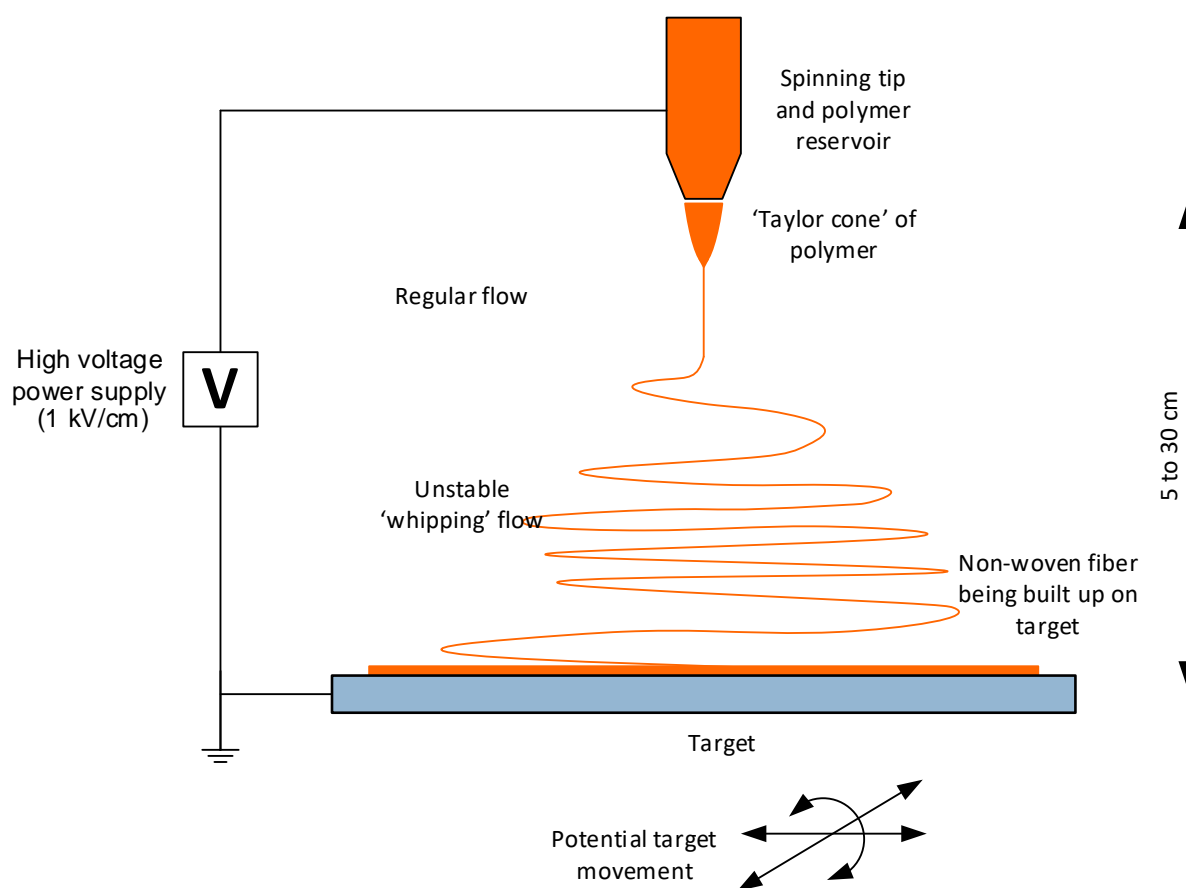 Spinning tip
and polymer
reservoir
‘Taylor cone’ of
polymer
Regular flow
High voltage
power supply
(1 kV/cm)
V
5 to 30 cm
Unstable
‘whipping’ flow
Non-woven fiber
being built up on
target
Target
Potential target
movement